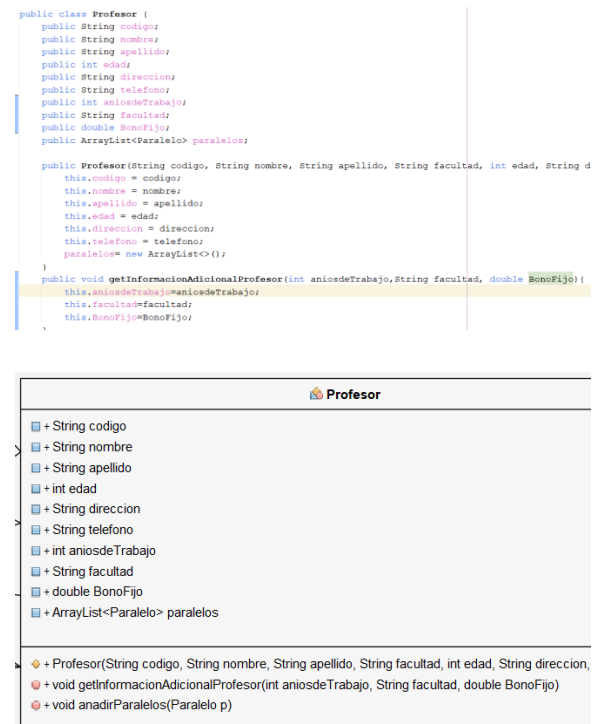 public class Profesor {
public String codigo;
public String nombre;
public String apellido;
public int edad;
public String direccion;
public String telefono;
public int aniosdeTrabajo;
public String facultad;
public double BonoFijo;
public ArrayList<Paralelo> paralelos;
public Profesor(String codigo, String nombre, String apellido, String facultad, int edad, String d
this.codigo = codigo;
this.nombre = nombre;
this.apellido = apellido;
this.edad = edad;
this.direccion = direccion;
this.telefono = telefono;
paralelos= new ArrayList<>();
}
public void getInformacionAdicionalProfesor(int aniosdeTrabajo,String facultad, double BonoFijo){
this.aniosdeTrabajo=aniosdeTrabajo;
this.facultad=facultad;
this.BonoFijo=BonoFijo;
Profesor
+ String codigo
+ String nombre
+ String apellido
+ int edad
+ String direccion
+ String telefono
+ int aniosdeTrabajo
+ String facultad
+ double BonoFijo
+ ArrayList<Paralelo> paralelos
+ Profesor(String codigo, String nombre, String apellido, String facultad, int edad, String direccion,
+ void getInformacionAdicionalProfesor(int aniosdeTrabajo, String facultad, double BonoFijo)
+ void anadirParalelos(Paralelo p)